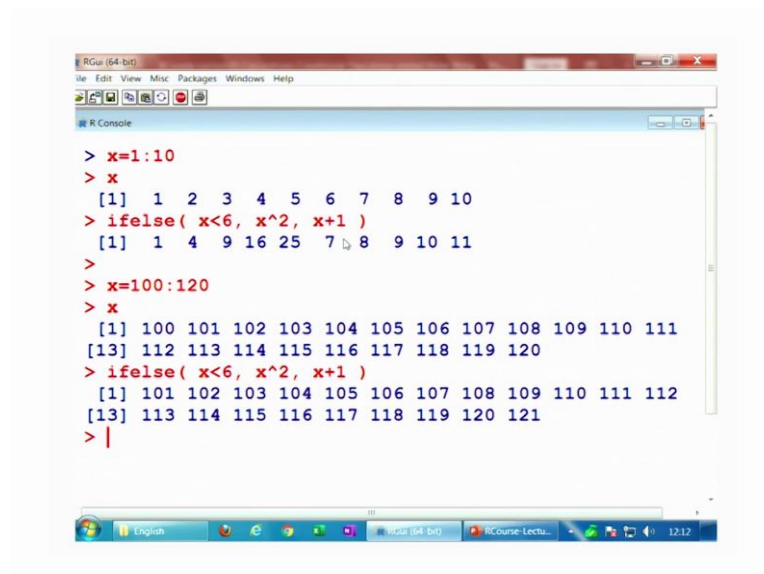 RGui (64-bit)
ile Edit View Misc Packages Windows Help
R Console
> x=1:10
> x
[1] 1 2 3 4 5 6 7 8 9 10
> ifelse( x<6, x^2, x+1 )
[1] 1 4 9 16 25 7 8 9 10 11
>
> x=100:120
> x
[1] 100 101 102 103 104 105 106 107 108 109 110 111
[13] 112 113 114 115 116 117 118 119 120
> ifelse( x<6, x^2, x+1 )
[1] 101 102 103 104 105 106 107 108 109 110 111 112
[13] 113 114 115 116 117 118 119 120 121
> |
English RGui (64-bit) RCourse-Lectu... 12:12